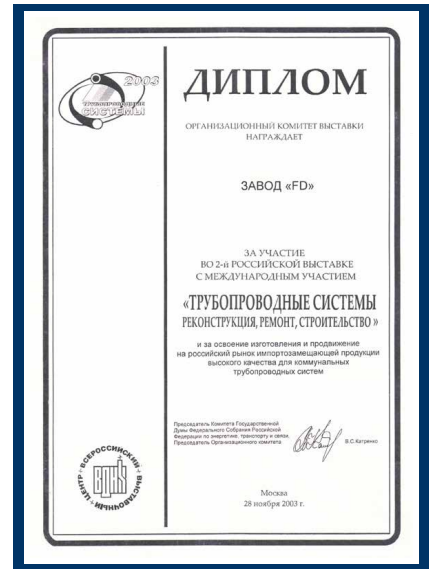 2003
ТРУБОПРОВОДНЫЕ
СИСТЕМЫ
ДИПЛОМ
ОРГАНИЗАЦИОННЫЙ КОМИТЕТ ВЫСТАВКИ
НАГРАЖДАЕТ
ЗАВОД «FD»
ЗА УЧАСТИЕ
ВО 2-й РОССИЙСКОЙ ВЫСТАВКЕ
С МЕЖДУНАРОДНЫМ УЧАСТИЕМ
«ТРУБОПРОВОДНЫЕ СИСТЕМЫ
РЕКОНСТРУКЦИЯ, РЕМОНТ, СТРОИТЕЛЬСТВО »
и за освоение изготовления и продвижение
на российский рынок импортозамещающей продукции
высокого качества для коммунальных
трубопроводных систем
Председатель Комитета Государственной
Думы Федерального Собрания Российской
Федерации по энергетике, транспорту и связи,
Председатель Организационного комитета
В.С.Катренко
ВСЕРОССИЙСКИЙ
ВЫСТАВОЧНЫЙ
ЦЕНТР
ВДНХ
Москва
28 ноября 2003 г.